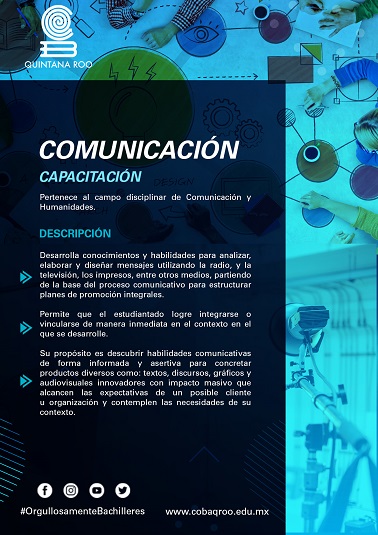 QUINTANA ROO
COMUNICACIÓN
CAPACITACIÓN
Pertenece al campo disciplinar de Comunicación y
Humanidades.
DESCRIPCIÓN
Desarrolla conocimientos y habilidades para analizar,
elaborar y diseñar mensajes utilizando la radio, y la
televisión, los impresos, entre otros medios, partiendo
de la base del proceso comunicativo para estructurar
planes de promoción integrales.
Permite que el estudiantado logre integrarse o
vincularse de manera inmediata en el contexto en el
que se desarrolle.
Su propósito es descubrir habilidades comunicativas
de forma informada y asertiva para concretar
productos diversos como: textos, discursos, gráficos y
audiovisuales innovadores con impacto masivo que
alcancen las expectativas de un posible cliente
u organización y contemplen las necesidades de su
contexto.
#OrgullosamenteBachilleres www.cobaqroo.edu.mx